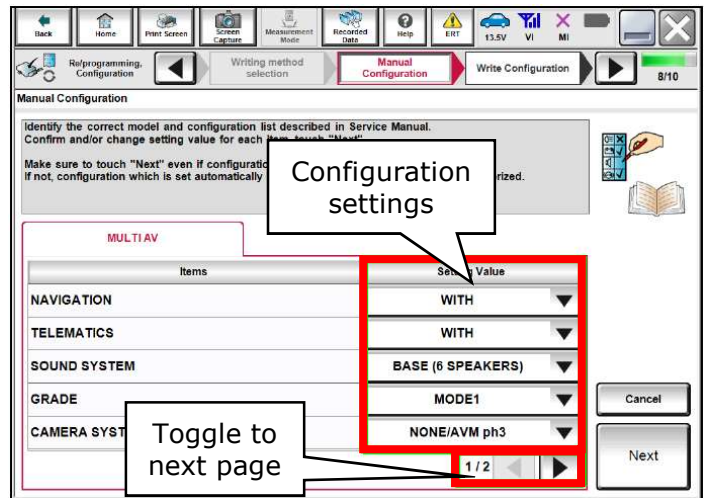 Back
Home
Print Screen
Screen
Capture
Measurement
Mode
Recorded
Data
Help
ERT
13.5V
VI
MI
Re/programming,
Configuration
Writing method
selection
Manual
Configuration
Write Configuration
8/10
Manual Configuration
Identify the correct model and configuration list described in Service Manual.
Confirm and/or change setting value for each item, touch "Next".
Make sure to touch "Next" even if
If not, configuration which is set automatically
Configuration
settings
MULTI AV
Items
Setting Value
NAVIGATION
WITH
TELEMATICS
WITH
SOUND SYSTEM
BASE (6 SPEAKERS)
GRADE
MODE1
CAMERA SYST
NONE/AVM ph3
Toggle to
next page
1/2
Cancel
Next